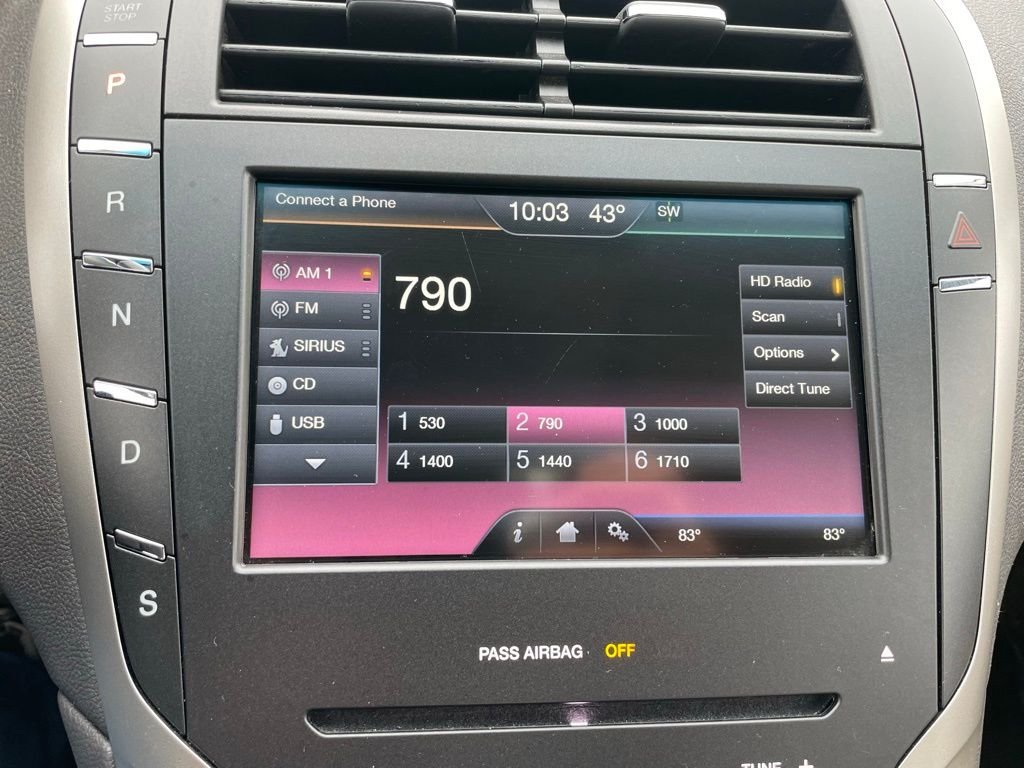 START
STOP
P
R
N
D
S
Connect a Phone
10:03 43° SW
AM 1
FM
SIRIUS
CD
USB
790
HD Radio
Scan
Options
Direct Tune
1 530
2 790
3 1000
4 1400
5 1440
6 1710
i
83°
83°
PASS AIRBAG OFF
TUNE +